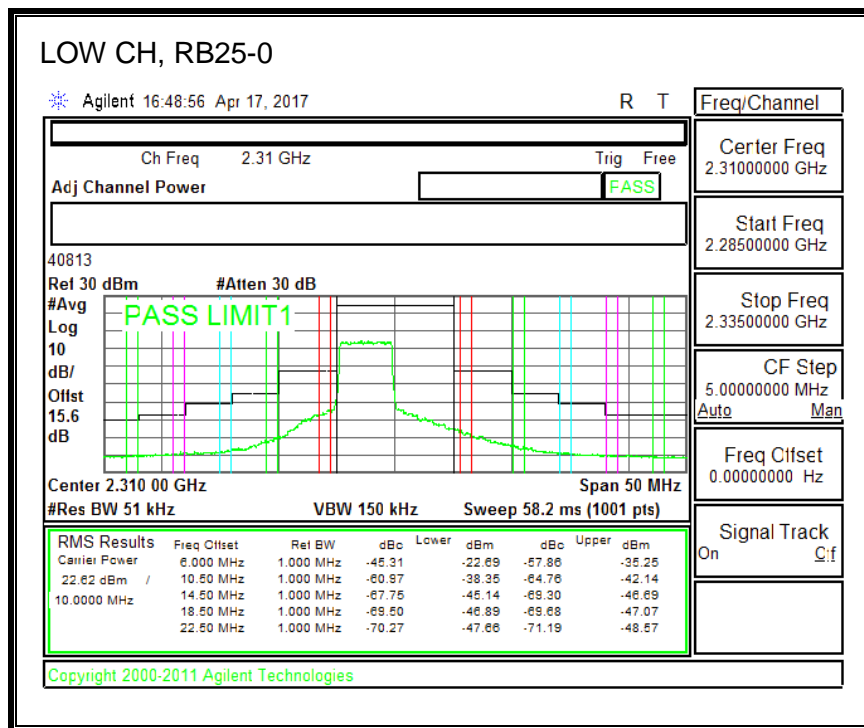 LOW CH, RB25-0
Agilent 16:48:56 Apr 17, 2017 R T
Freq/Channel
Ch Freq 2.31 GHz Trig Free
Adj Channel Power PASS
Center Freq
2.31000000 GHz
Start Freq
2.28500000 GHz
Stop Freq
2.33500000 GHz
CF Step
5.00000000 MHz
Auto Man
Freq Offset
0.00000000 Hz
Signal Track
On Off
40813
Ref 30 dBm #Atten 30 dB
#Avg
Log
10
dB/
Offst
15.6
dB
PASS LIMIT1
Center 2.310 00 GHz Span 50 MHz
#Res BW 51 kHz VBW 150 kHz Sweep 58.2 ms (1001 pts)
RMS Results Freq Offset Ref BW dBc Lower dBm dBc Upper dBm
Carrier Power 6.000 MHz 1.000 MHz -45.31 -22.69 -57.86 -35.25
22.62 dBm / 10.50 MHz 1.000 MHz -60.97 -38.35 -64.76 -42.14
10.0000 MHz 14.50 MHz 1.000 MHz -67.75 -45.14 -69.30 -46.69
18.50 MHz 1.000 MHz -69.50 -46.89 -69.68 -47.07
22.50 MHz 1.000 MHz -70.27 -47.66 -71.19 -48.57
Copyright 2000-2011 Agilent Technologies